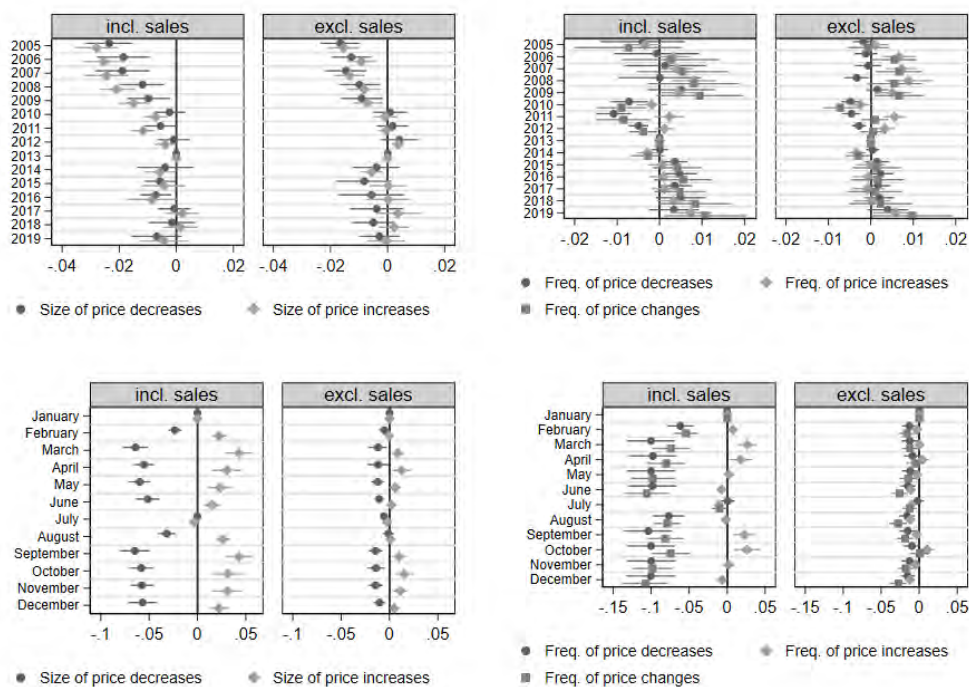 incl. sales
excl. sales
2005
2006
2007
2008
2009
2010
2011
2012
2013
2014
2015
2016
2017
2018
2019
-.04 -.02 0 .02
-.04 -.02 0 .02
Size of price decreases
Size of price increases
incl. sales
excl. sales
2005
2006
2007
2008
2009
2010
2011
2012
2013
2014
2015
2016
2017
2018
2019
-.02 -.01 0 .01 .02
-.02 -.01 0 .01 .02
Freq. of price decreases
Freq. of price increases
Freq. of price changes
incl. sales
excl. sales
January
February
March
April
May
June
July
August
September
October
November
December
-.1 -.05 0 .05
-.1 -.05 0 .05
Size of price decreases
Size of price increases
incl. sales
excl. sales
January
February
March
April
May
June
July
August
September
October
November
December
-.15 -.1 -.05 0 .05
-.15 -.1 -.05 0 .05
Freq. of price decreases
Freq. of price increases
Freq. of price changes